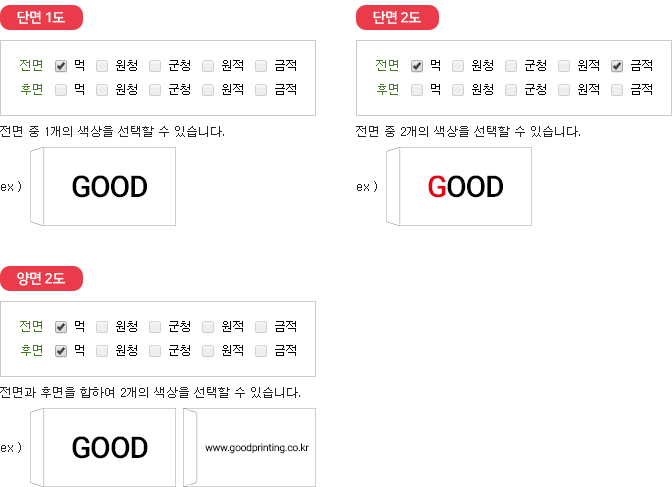 단면 1도
전면 먹 원청 군청 원적 금적
후면 먹 원청 군청 원적 금적
전면 중 1개의 색상을 선택할 수 있습니다.
ex ) GOOD
단면 2도
전면 먹 원청 군청 원적 금적
후면 먹 원청 군청 원적 금적
전면 중 2개의 색상을 선택할 수 있습니다.
ex ) GOOD
양면 2도
전면 먹 원청 군청 원적 금적
후면 먹 원청 군청 원적 금적
전면과 후면을 합하여 2개의 색상을 선택할 수 있습니다.
ex ) GOOD www.goodprinting.co.kr